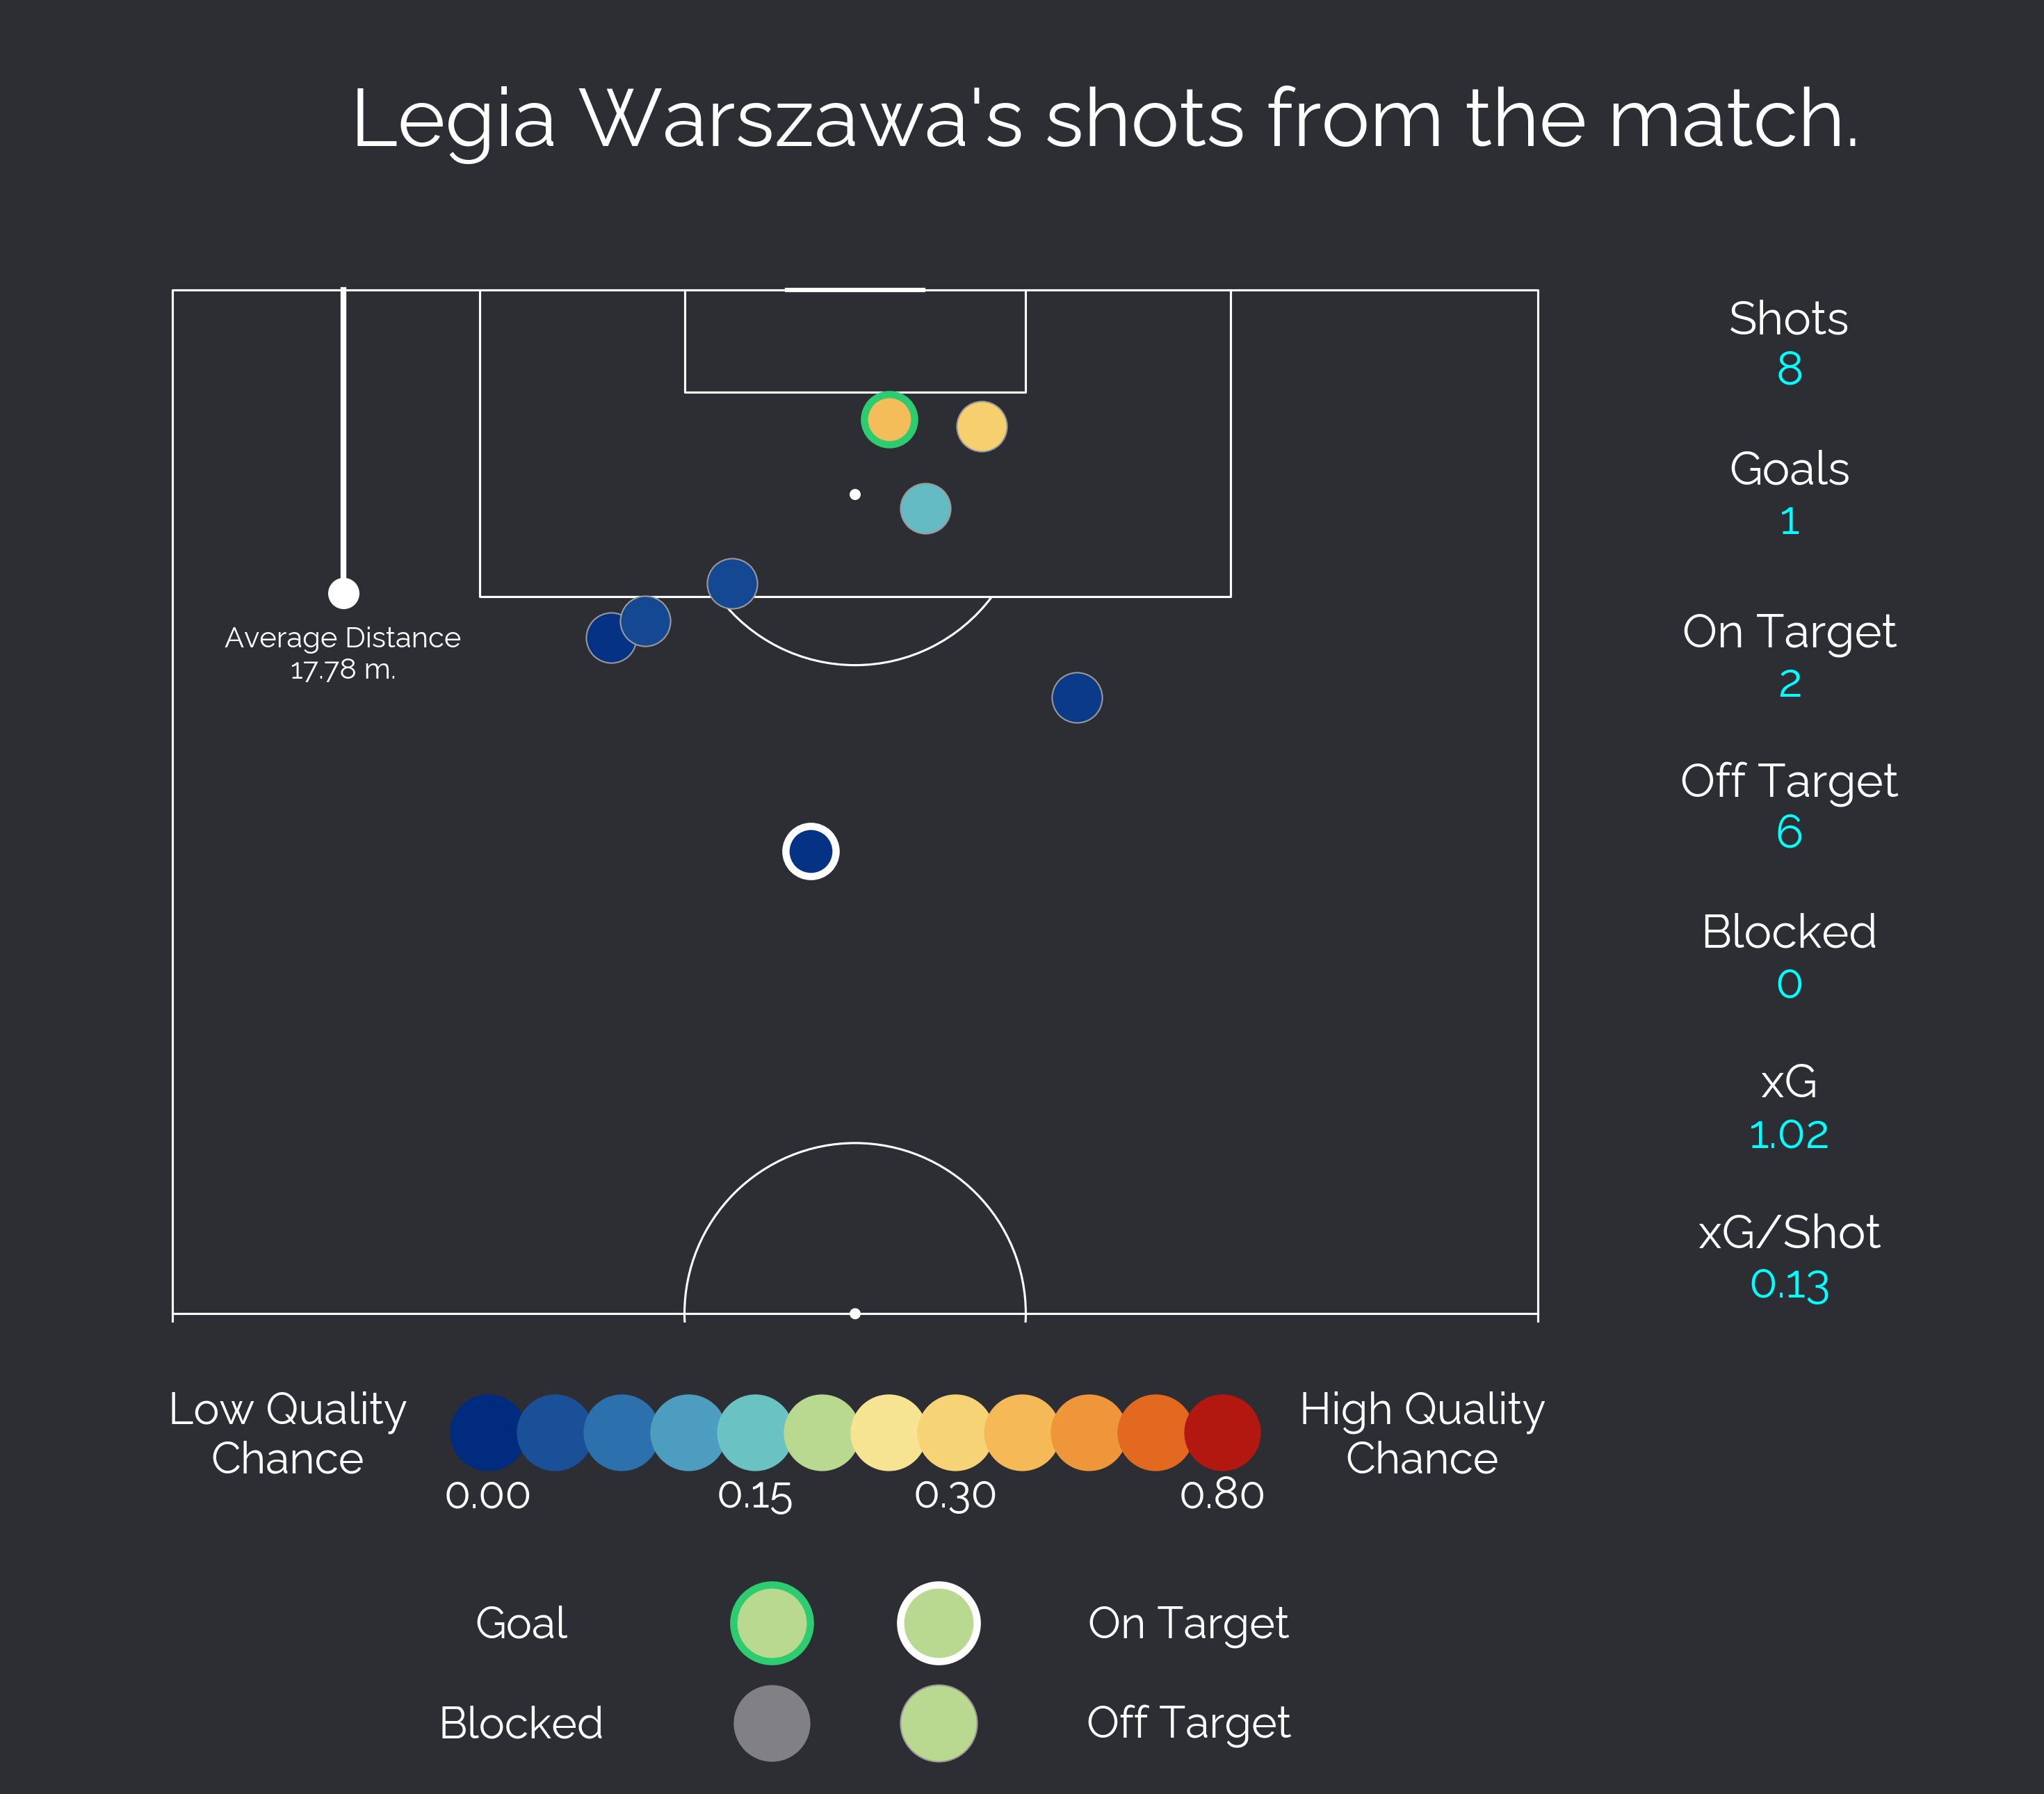 Legia Warszawa's shots from the match.
Average Distance
17.78 m.
Shots
8
Goals
1
On Target
2
Off Target
6
Blocked
0
xG
1.02
xG/Shot
0.13
Low Quality
Chance
0.00
0.15
0.30
0.80
High Quality
Chance
Goal
On Target
Blocked
Off Target